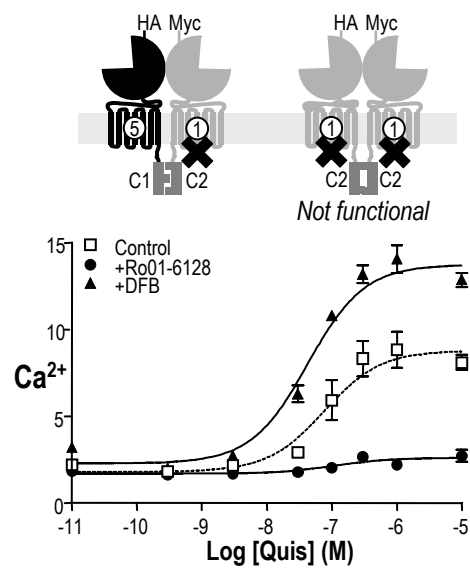 HA Myc HA Myc
5 1 1 1
C1 C2 C2 C2
Not functional
15
Control
+Ro01-6128
+DFB
10
Ca2+
5
0
-11 -10 -9 -8 -7 -6 -5
Log [Quis] (M)